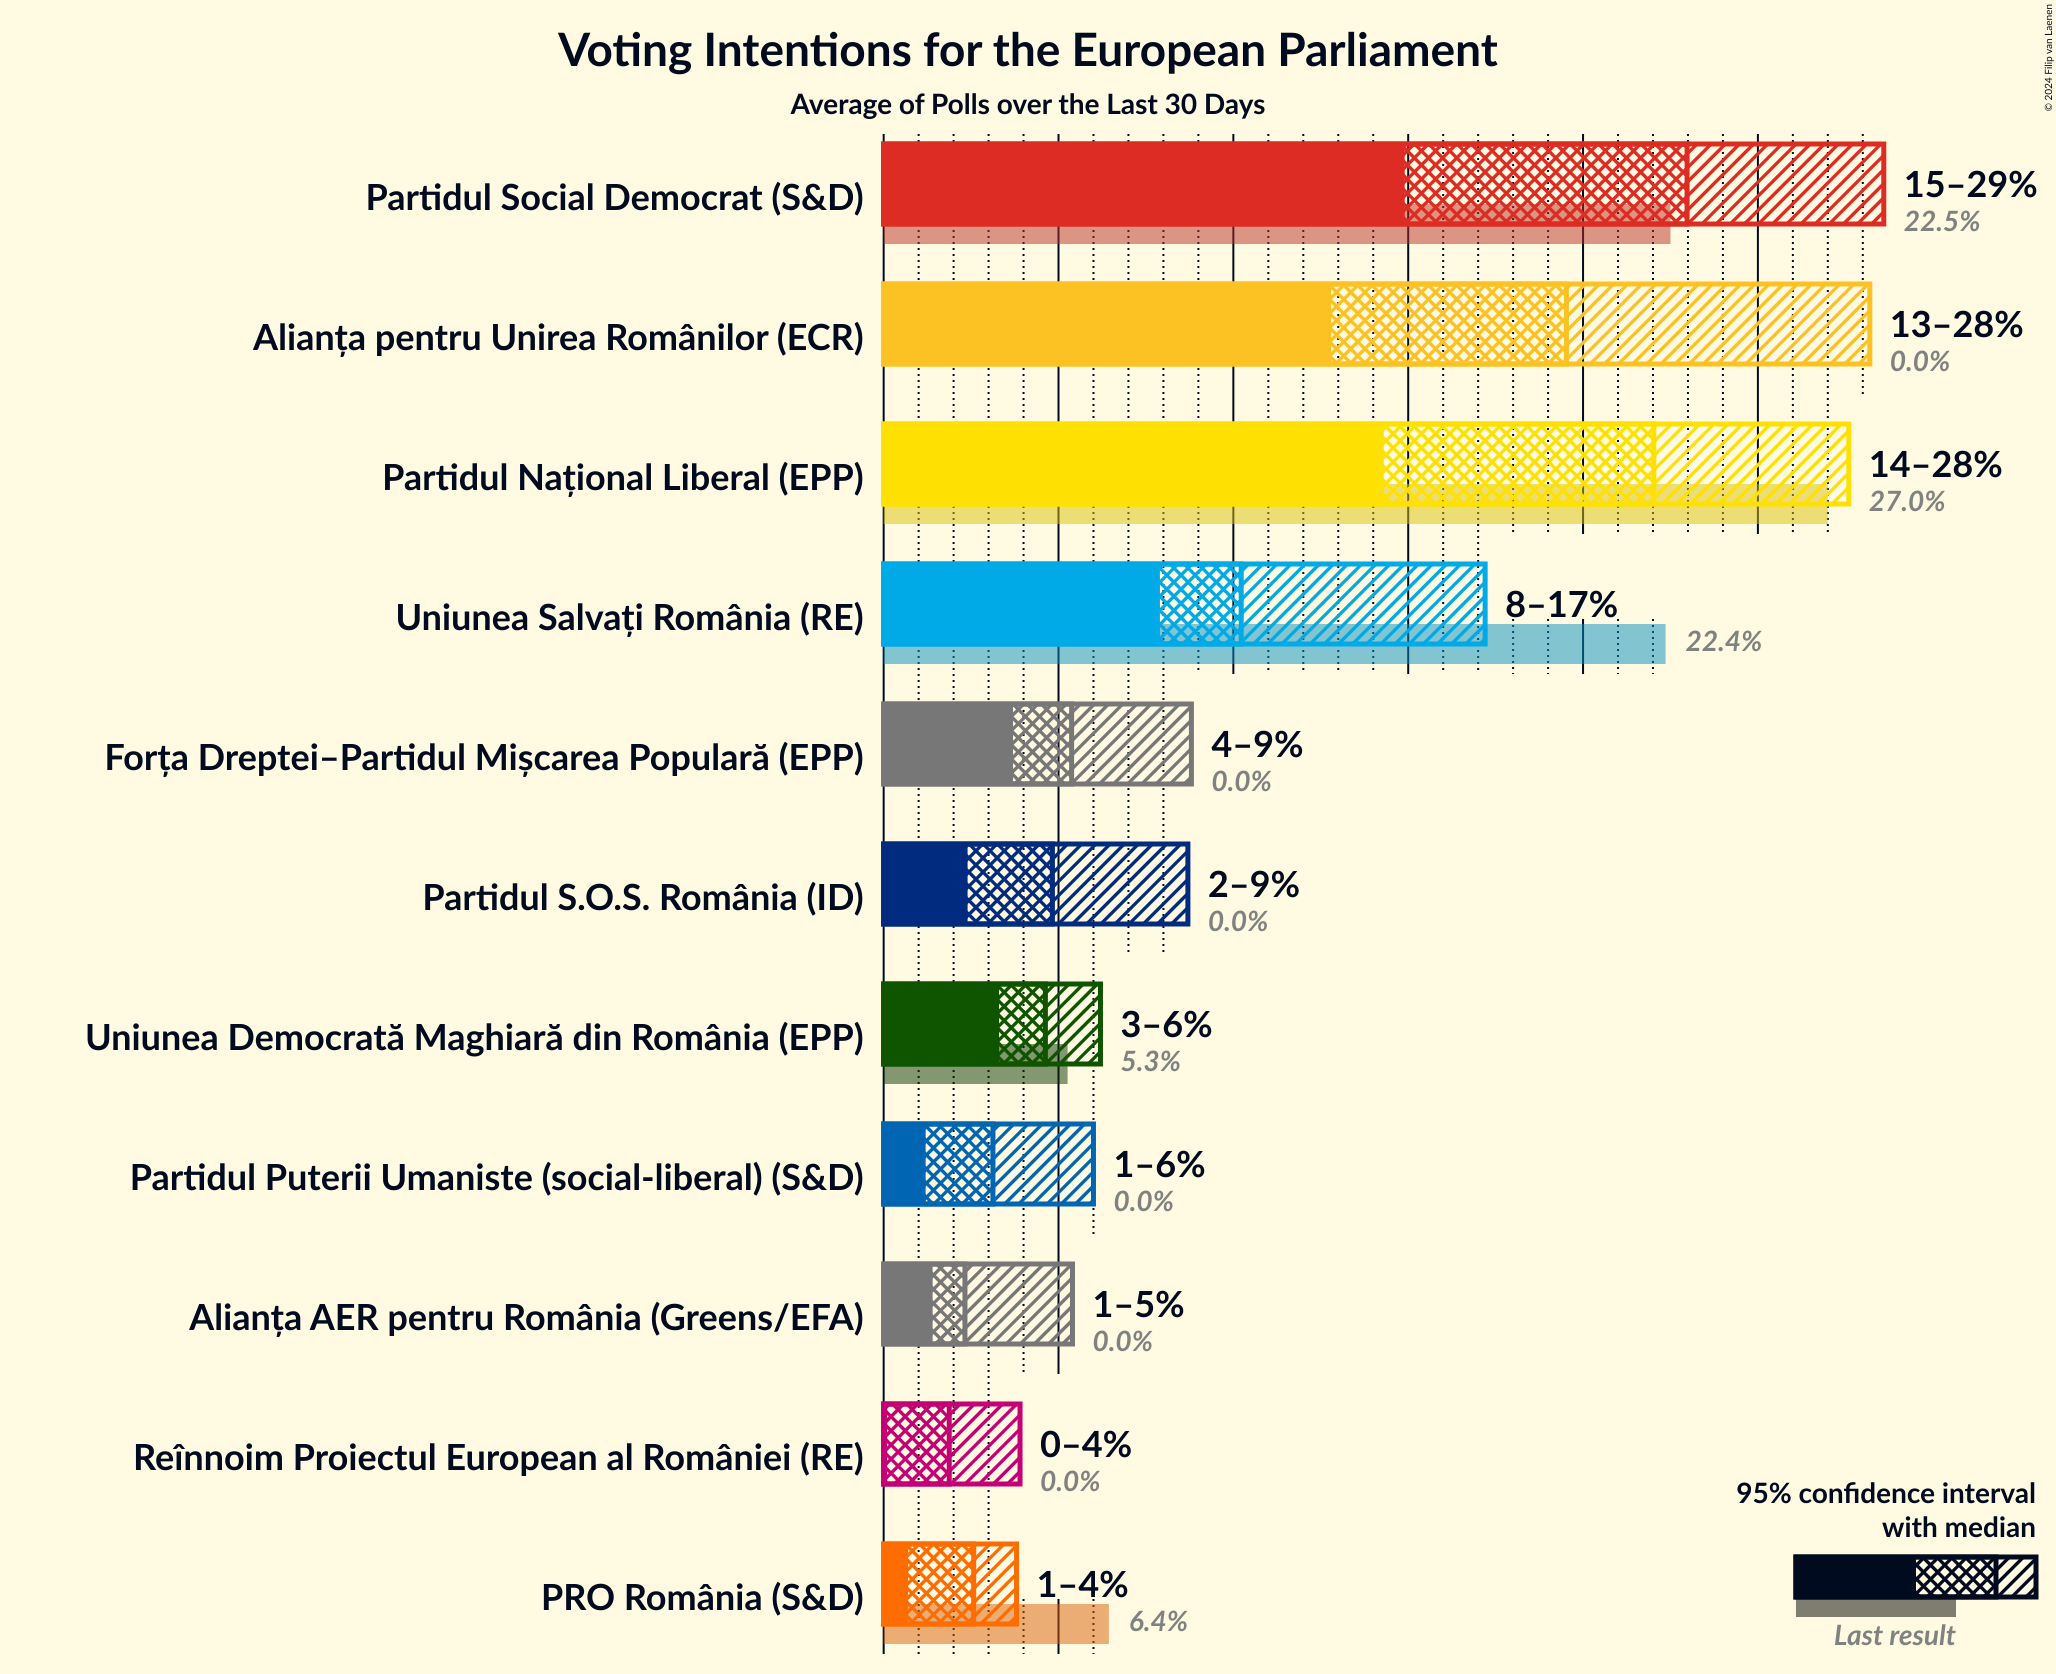 Voting Intentions for the European Parliament
Average of Polls over the Last 30 Days
© 2024 Filip van Laenen
Partidul Social Democrat (S&D)
15–29%
22.5%
Alianța pentru Unirea Românilor (ECR)
13–28%
0.0%
Partidul Național Liberal (EPP)
14–28%
27.0%
Uniunea Salvați România (RE)
8–17%
22.4%
Forța Dreptei–Partidul Mișcarea Populară (EPP)
4–9%
0.0%
Partidul S.O.S. România (ID)
2–9%
0.0%
Uniunea Democrată Maghiară din România (EPP)
3–6%
5.3%
Partidul Puterii Umaniste (social-liberal) (S&D)
1–6%
0.0%
Alianța AER pentru România (Greens/EFA)
1–5%
0.0%
Reînnoim Proiectul European al României (RE)
0–4%
0.0%
PRO România (S&D)
1–4%
6.4%
95% confidence interval
with median
Last result